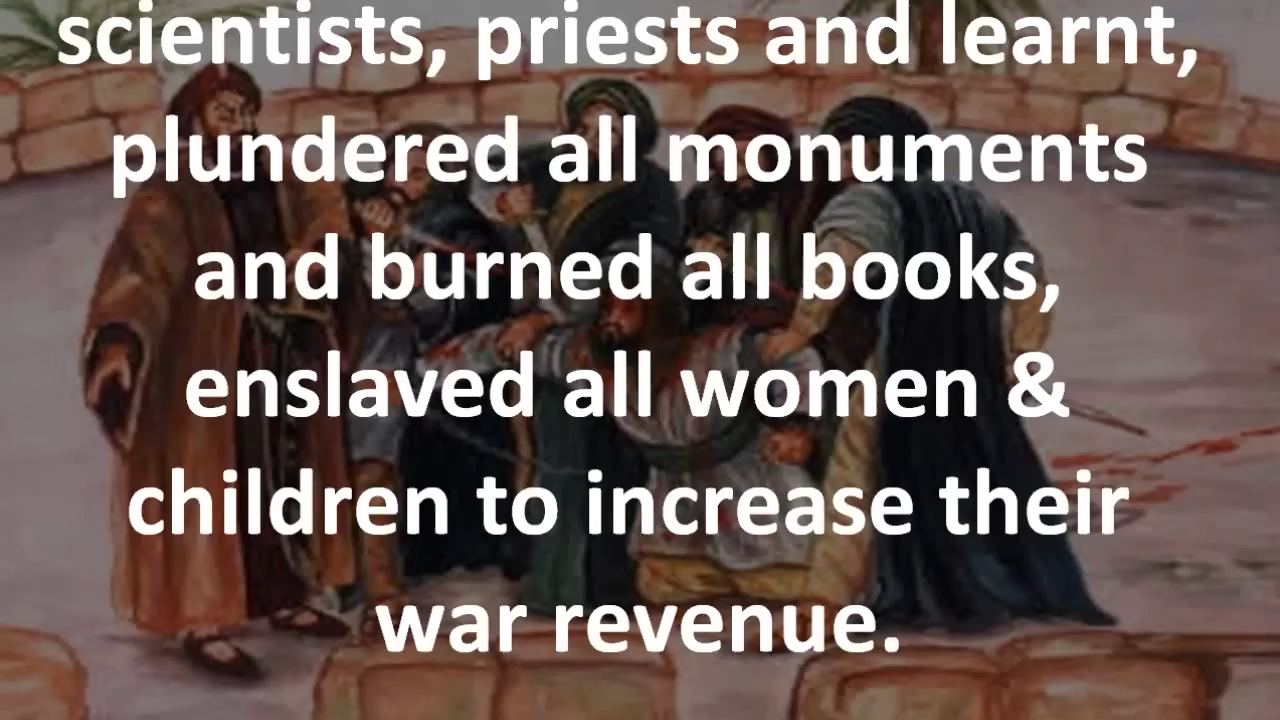 scientists, priests and learnt,
plundered all monuments
and burned all books,
enslaved all women &
children to increase their
war revenue.